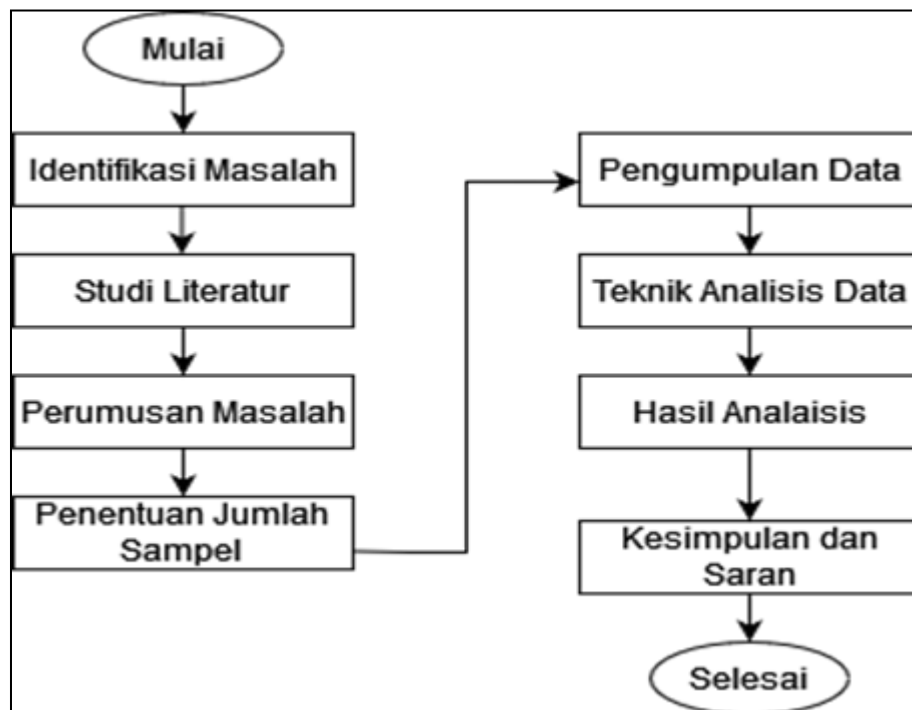 Mulai
Identifikasi Masalah
Studi Literatur
Perumusan Masalah
Penentuan Jumlah
Sampel
Pengumpulan Data
Teknik Analisis Data
Hasil Analaisis
Kesimpulan dan
Saran
Selesai